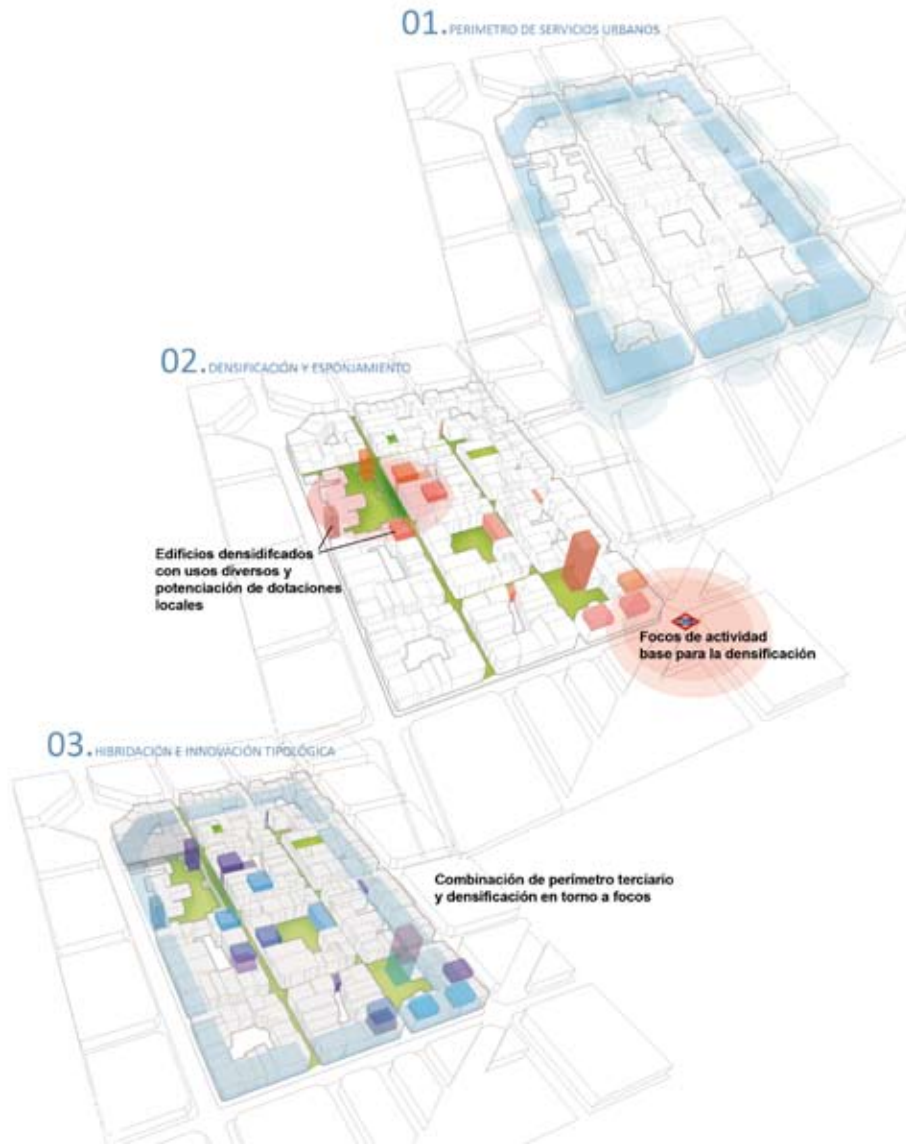 01. PERÍMETRO DE SERVICIOS URBANOS
02. DENSIFICACIÓN Y ESPONJAMIENTO
Edificios densidifcados
con usos diversos y
potenciación de dotaciones
locales
Focos de actividad
base para la densificación
03. HIBRIDACIÓN E INNOVACIÓN TIPOLÓGICA
Combinación de perímetro terciario
y densificación en torno a focos